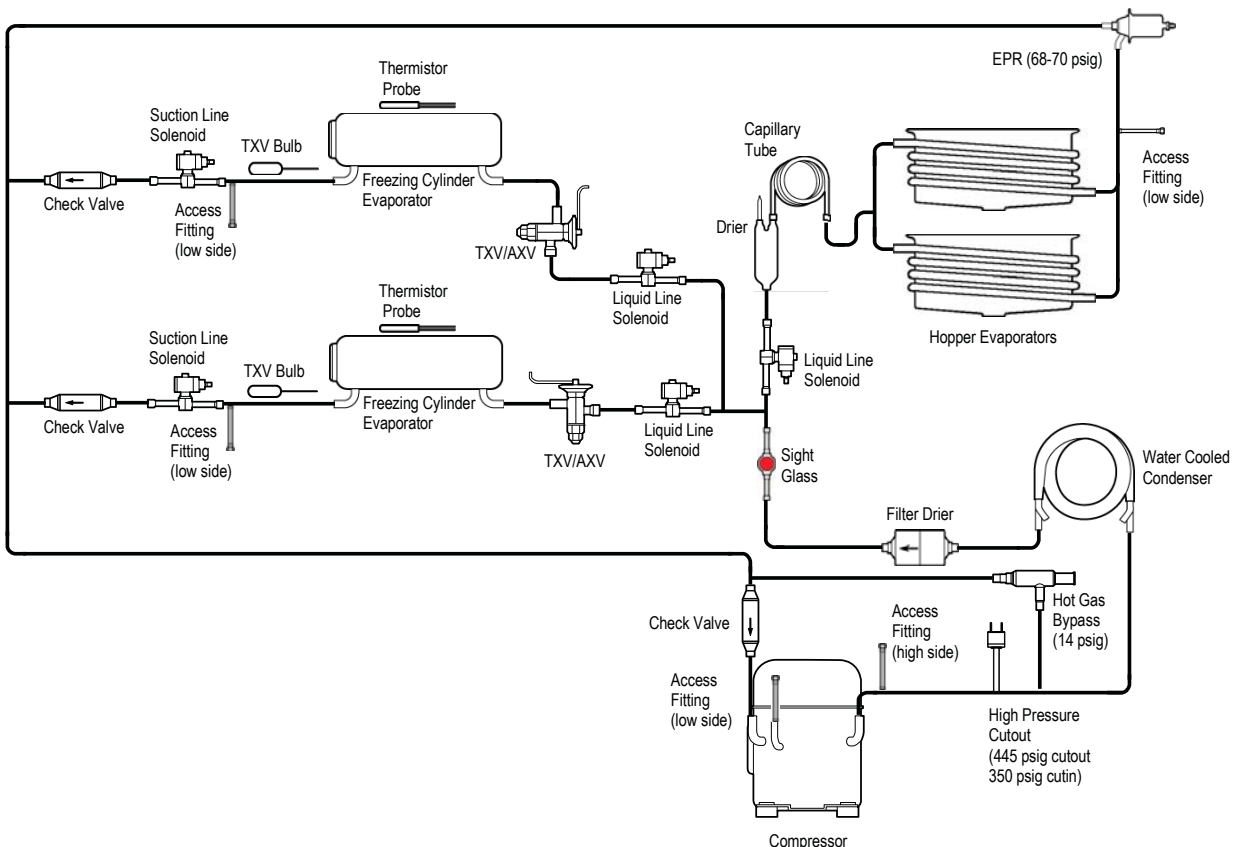 EPR (68-70 psig)
Thermistor
Probe
Suction Line
Solenoid
TXV Bulb
Capillary
Tube
Access
Fitting
(low side)
Freezing Cylinder
Evaporator
Check Valve
Access
Fitting
(low side)
Drier
TXV/AXV
Thermistor
Probe
Liquid Line
Solenoid
Suction Line
Solenoid
Hopper Evaporators
TXV Bulb
Liquid Line
Solenoid
Freezing Cylinder
Evaporator
Check Valve
Access
Fitting
(low side)
Liquid Line
Solenoid
TXV/AXV
Sight
Glass
Water Cooled
Condenser
Filter Drier
Check Valve
Access
Fitting
(high side)
Hot Gas
Bypass
(14 psig)
Access
Fitting
(low side)
High Pressure
Cutout
(445 psig cutout
350 psig cutin)
Compressor